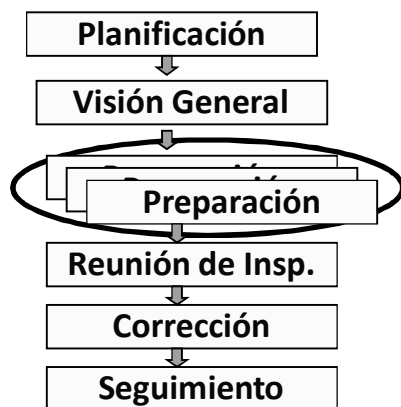 Planificación
Visión General
Preparación
Reunión de Insp.
Corrección
Seguimiento